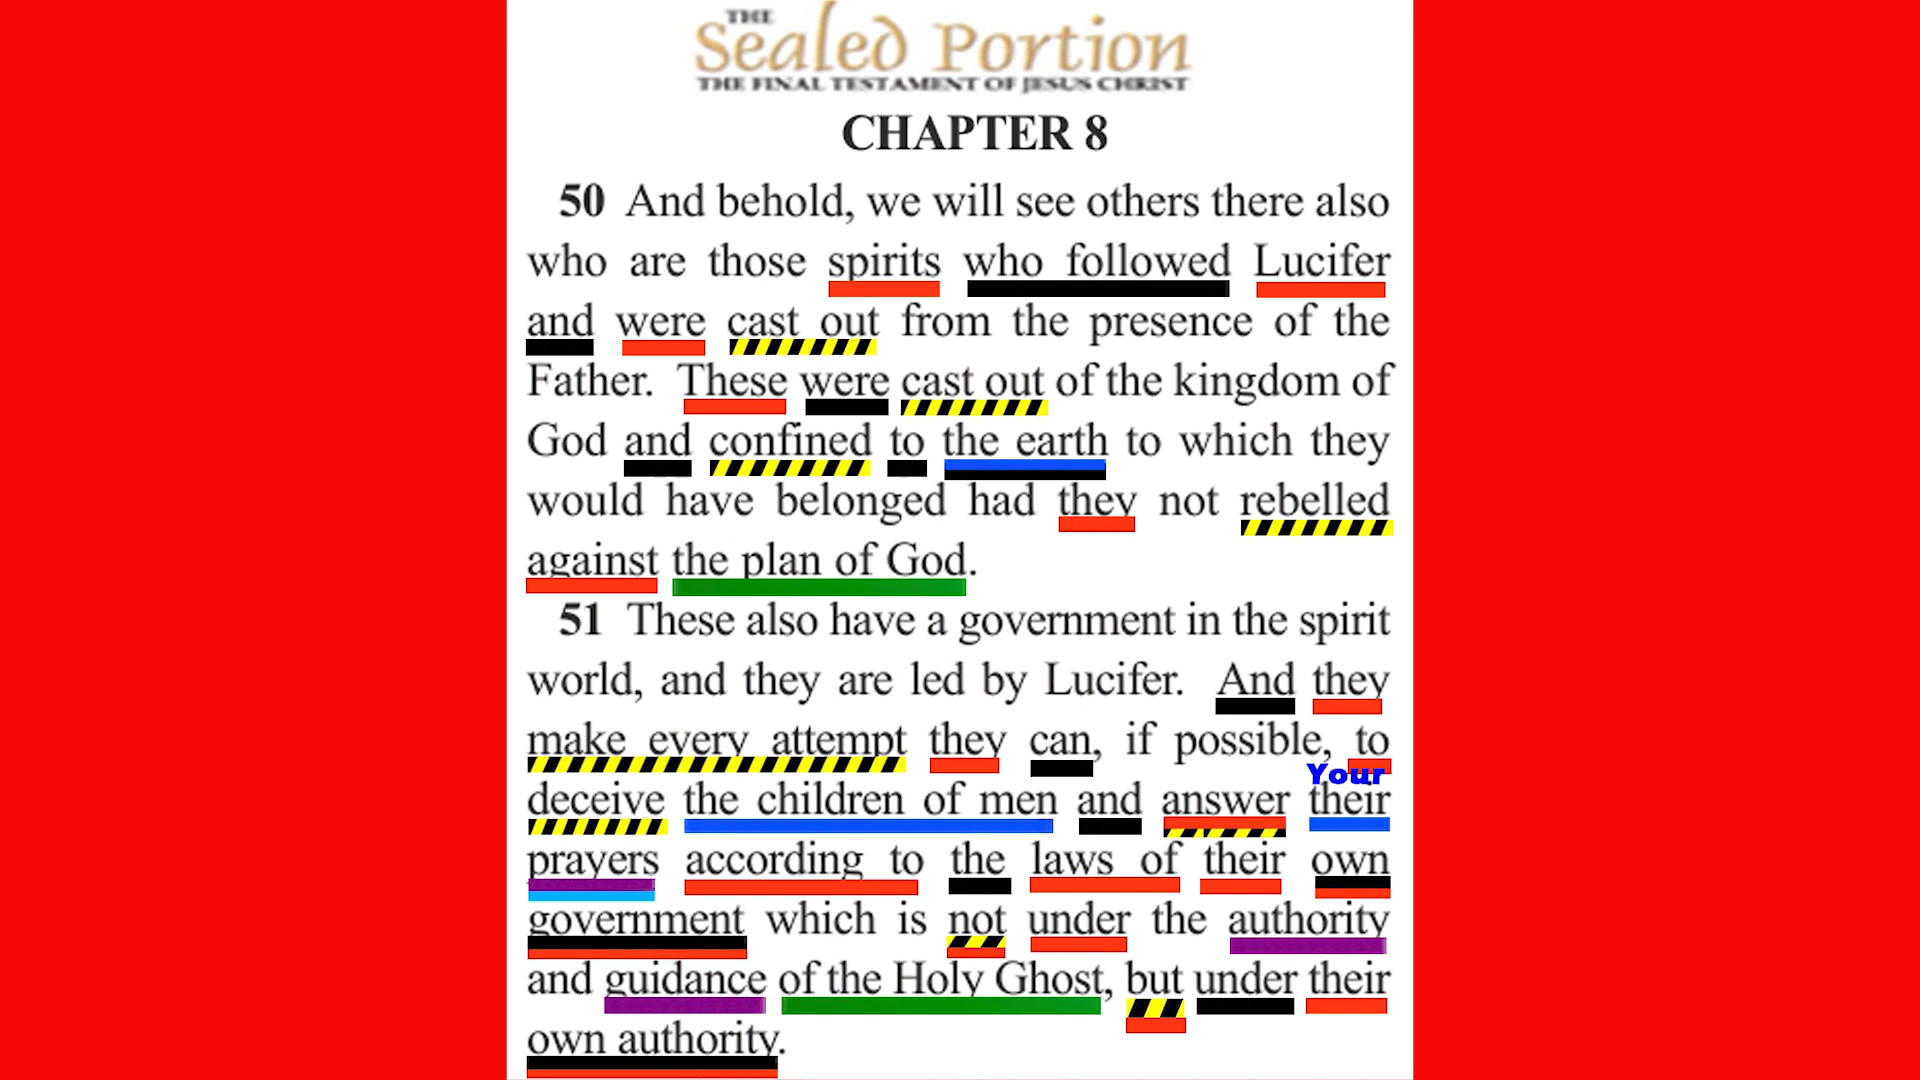 THE
Sealed Portion
THE FINAL TESTAMENT OF JESUS CHRIST
CHAPTER 8
50 And behold, we will see others there also
who are those spirits who followed Lucifer
and were cast out from the presence of the
Father. These were cast out of the kingdom of
God and confined to the earth to which they
would have belonged had they not rebelled
against the plan of God.
51 These also have a government in the spirit
world, and they are led by Lucifer. And they
make every attempt they can, if possible, to
Your
deceive the children of men and answer their
prayers according to the laws of their own
government which is not under the authority
and guidance of the Holy Ghost, but under their
own authority.